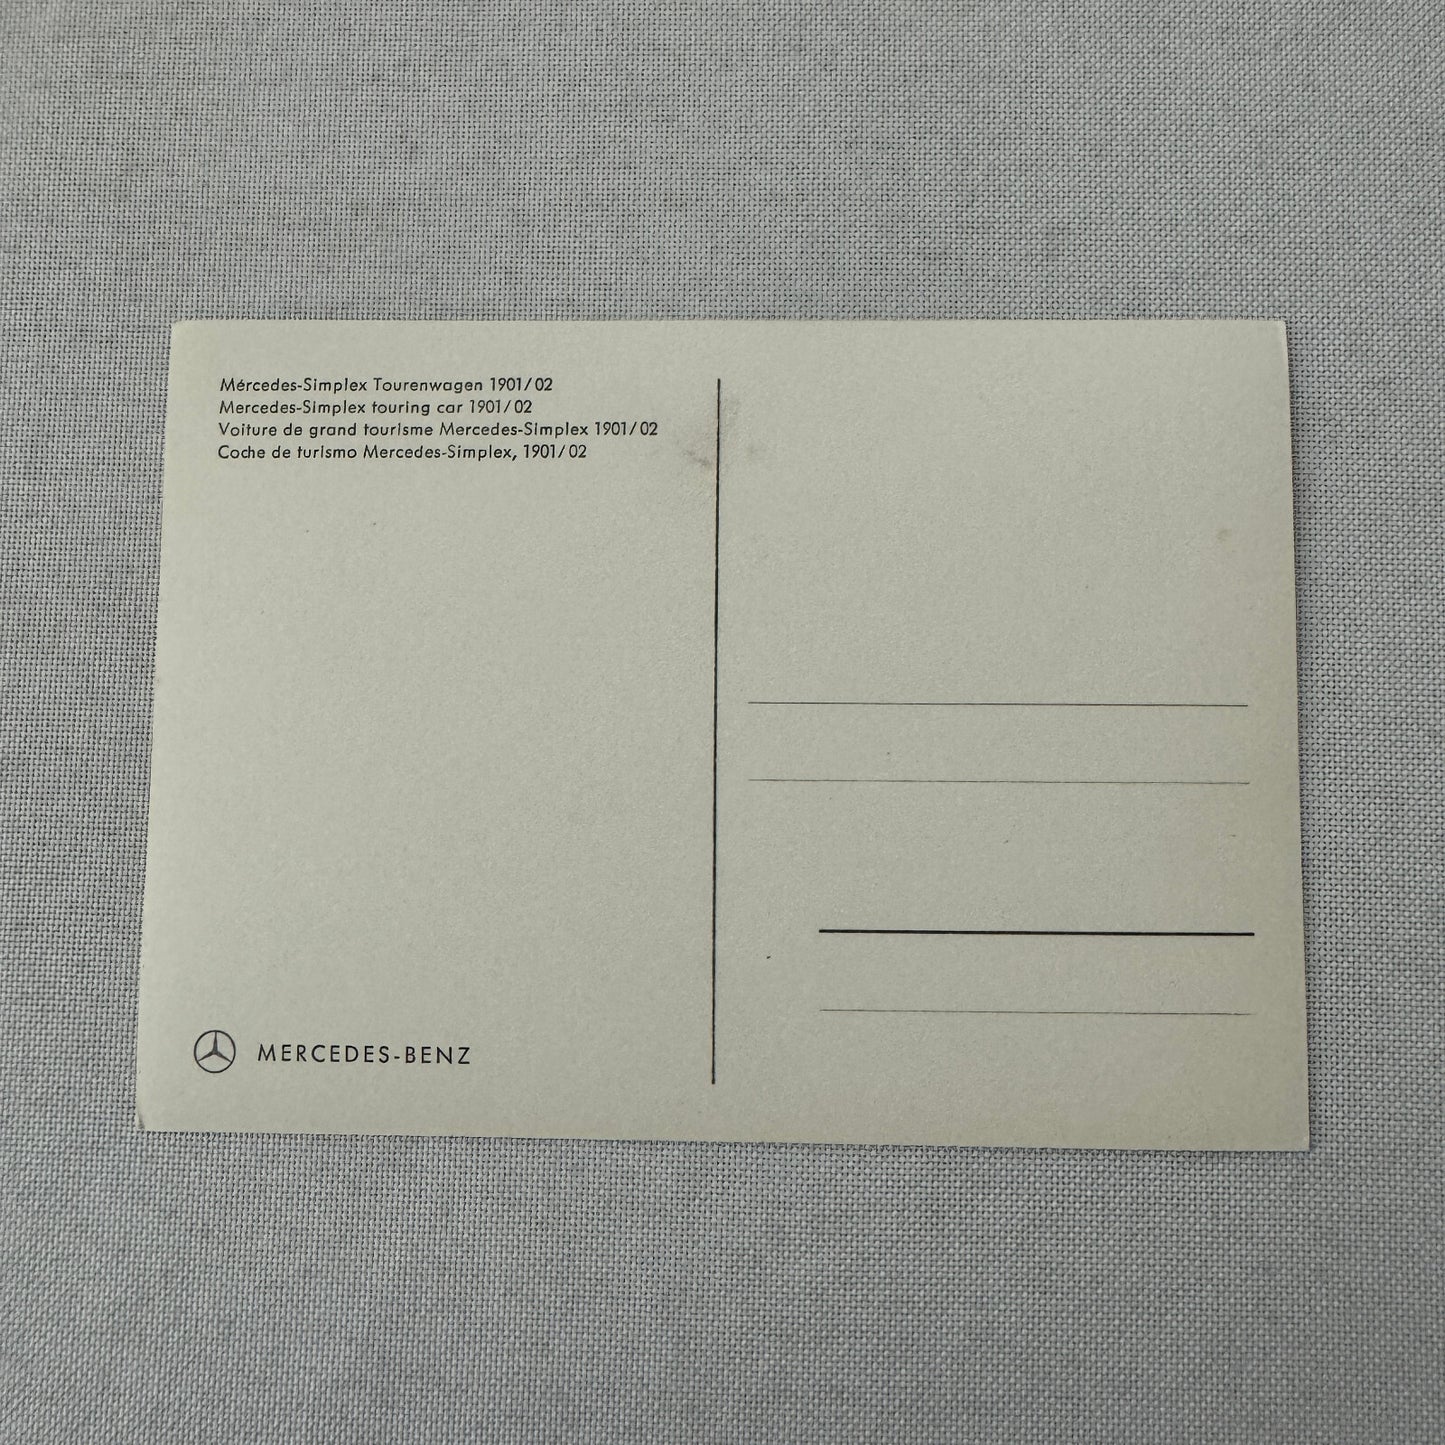 Mércedes-Simplex Tourenwagen 1901/02
Mercedes-Simplex touring car 1901/02
Voiture de grand tourisme Mercedes-Simplex 1901/02
Coche de turismo Mercedes-Simplex, 1901/02
MERCEDES-BENZ